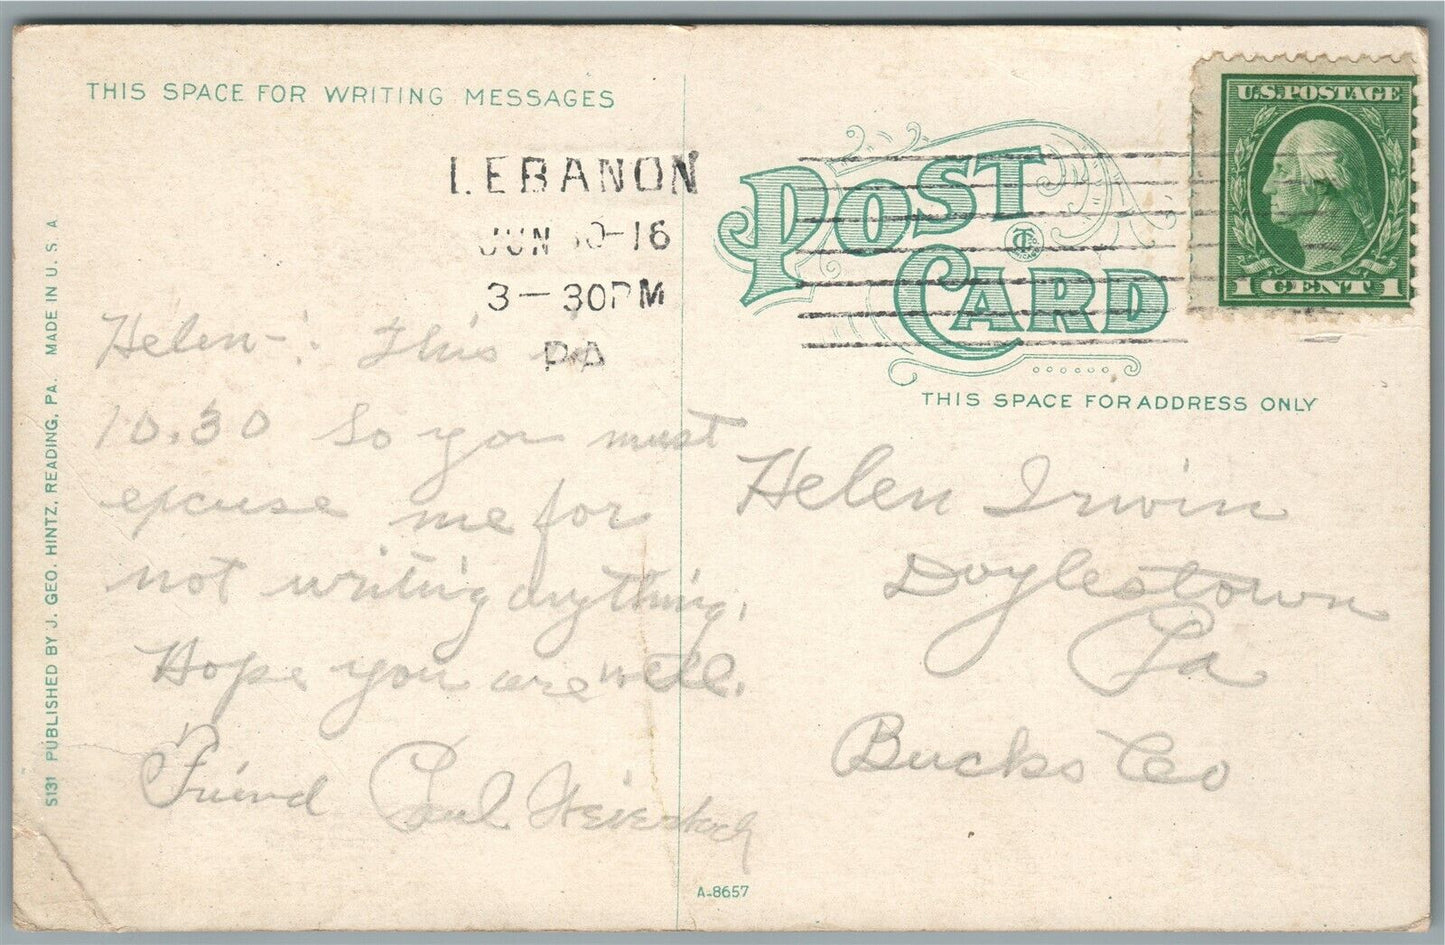 THIS SPACE FOR WRITING MESSAGES
LEBANON
JUN 30-16
3-30PM
PA
U.S. POSTAGE
1 CENT 1
POST
CARD
THIS SPACE FOR ADDRESS ONLY
Helen-: This is
10.30 So you must
excuse me for
not writing anything.
Hope you are well.
Friend Paul
Helen Irwin
Doylestown
Pa
Bucks Co
5131 PUBLISHED BY J. GEO. HINTZ, READING, PA. MADE IN U. S. A
A-8657